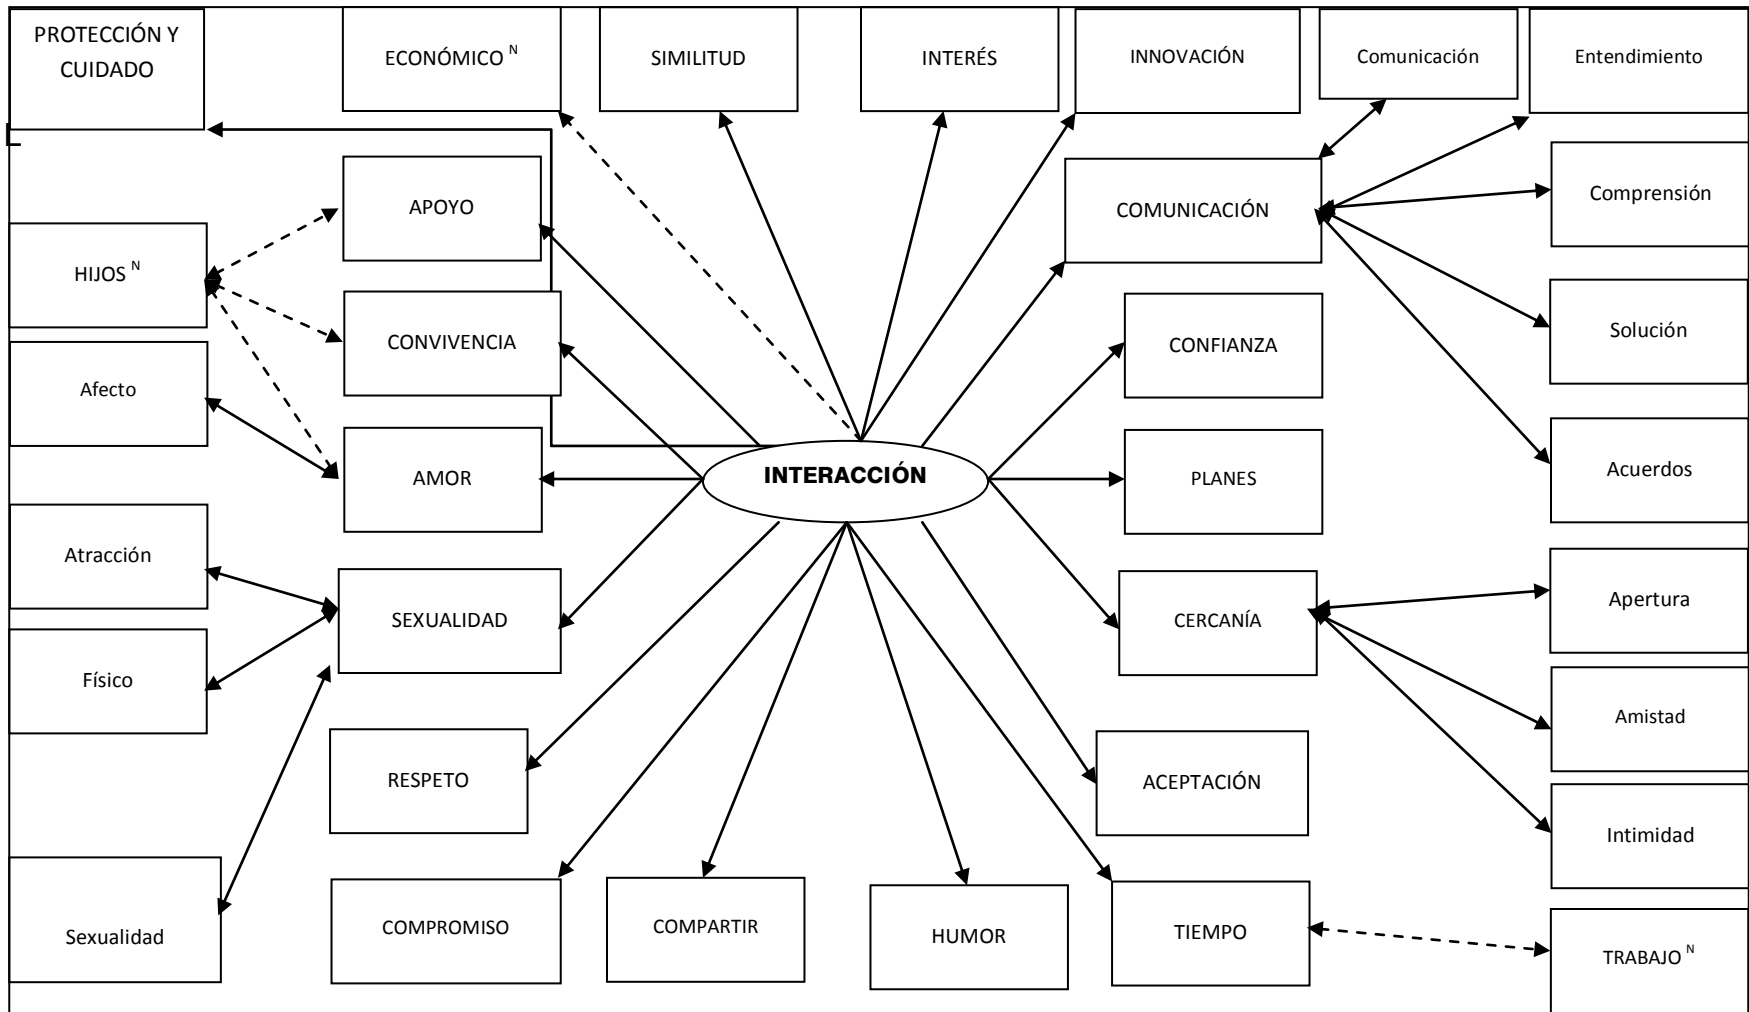 PROTECCIÓN Y
CUIDADO
ECONÓMICO N
SIMILITUD
INTERÉS
INNOVACIÓN
Comunicación
Entendimiento
L
APOYO
COMUNICACIÓN
Comprensión
HIJOS N
CONVIVENCIA
CONFIANZA
Solución
Afecto
AMOR
INTERACCIÓN
PLANES
Acuerdos
Atracción
SEXUALIDAD
CERCANÍA
Apertura
Físico
Amistad
RESPETO
ACEPTACIÓN
Intimidad
Sexualidad
COMPROMISO
COMPARTIR
HUMOR
TIEMPO
TRABAJO N